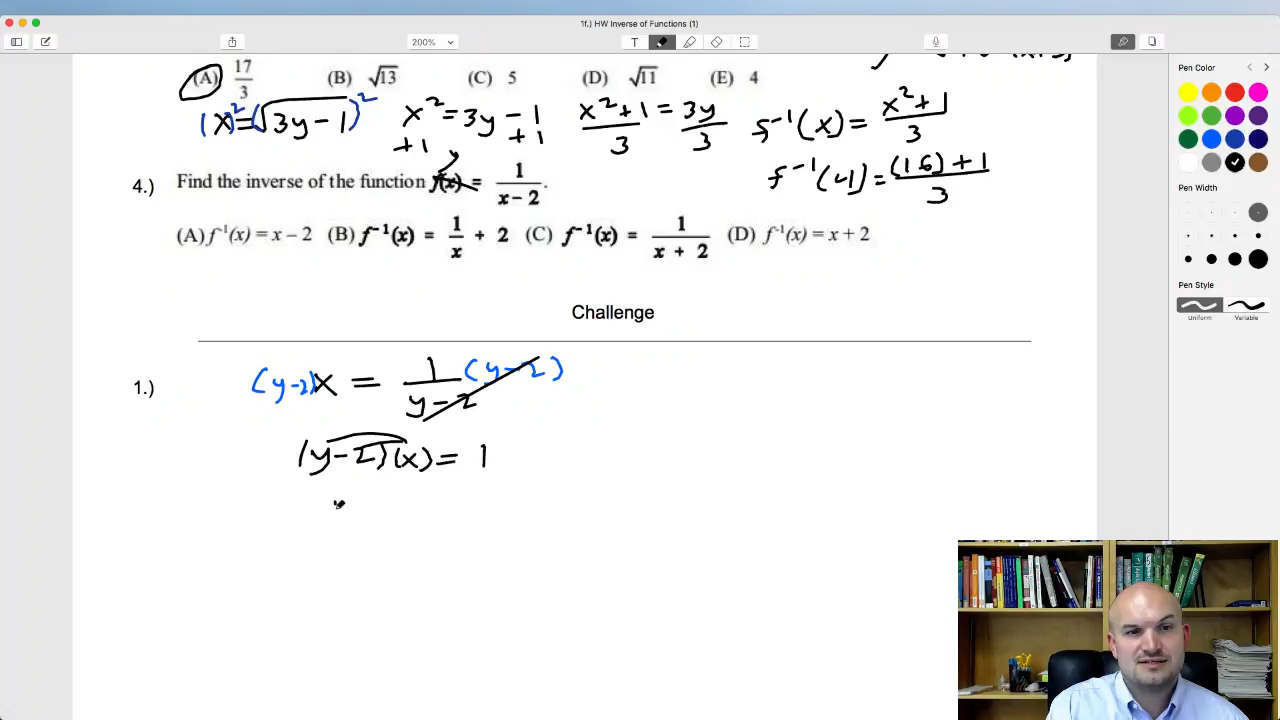 1f.) HW Inverse of Functions (1)
200%
T
Pen Color
(A) 17/3 (B) √13 (C) 5 (D) √11 (E) 4
(x)² = (√3y − 1)² x² = 3y − 1 x² + 1 = 3y f⁻¹(x) = x² + 1
+1 +1 3 3 3
f⁻¹(4) = (16) + 1
3
y
4.) Find the inverse of the function f(x) = 1/(x − 2).
Pen Width
(A) f⁻¹(x) = x − 2 (B) f⁻¹(x) = 1/x + 2 (C) f⁻¹(x) = 1/(x + 2) (D) f⁻¹(x) = x + 2
Pen Style
Uniform Variable
Challenge
1.) (y−2)x = 1/(y − 2) (y−2)
(y − 2)(x) = 1